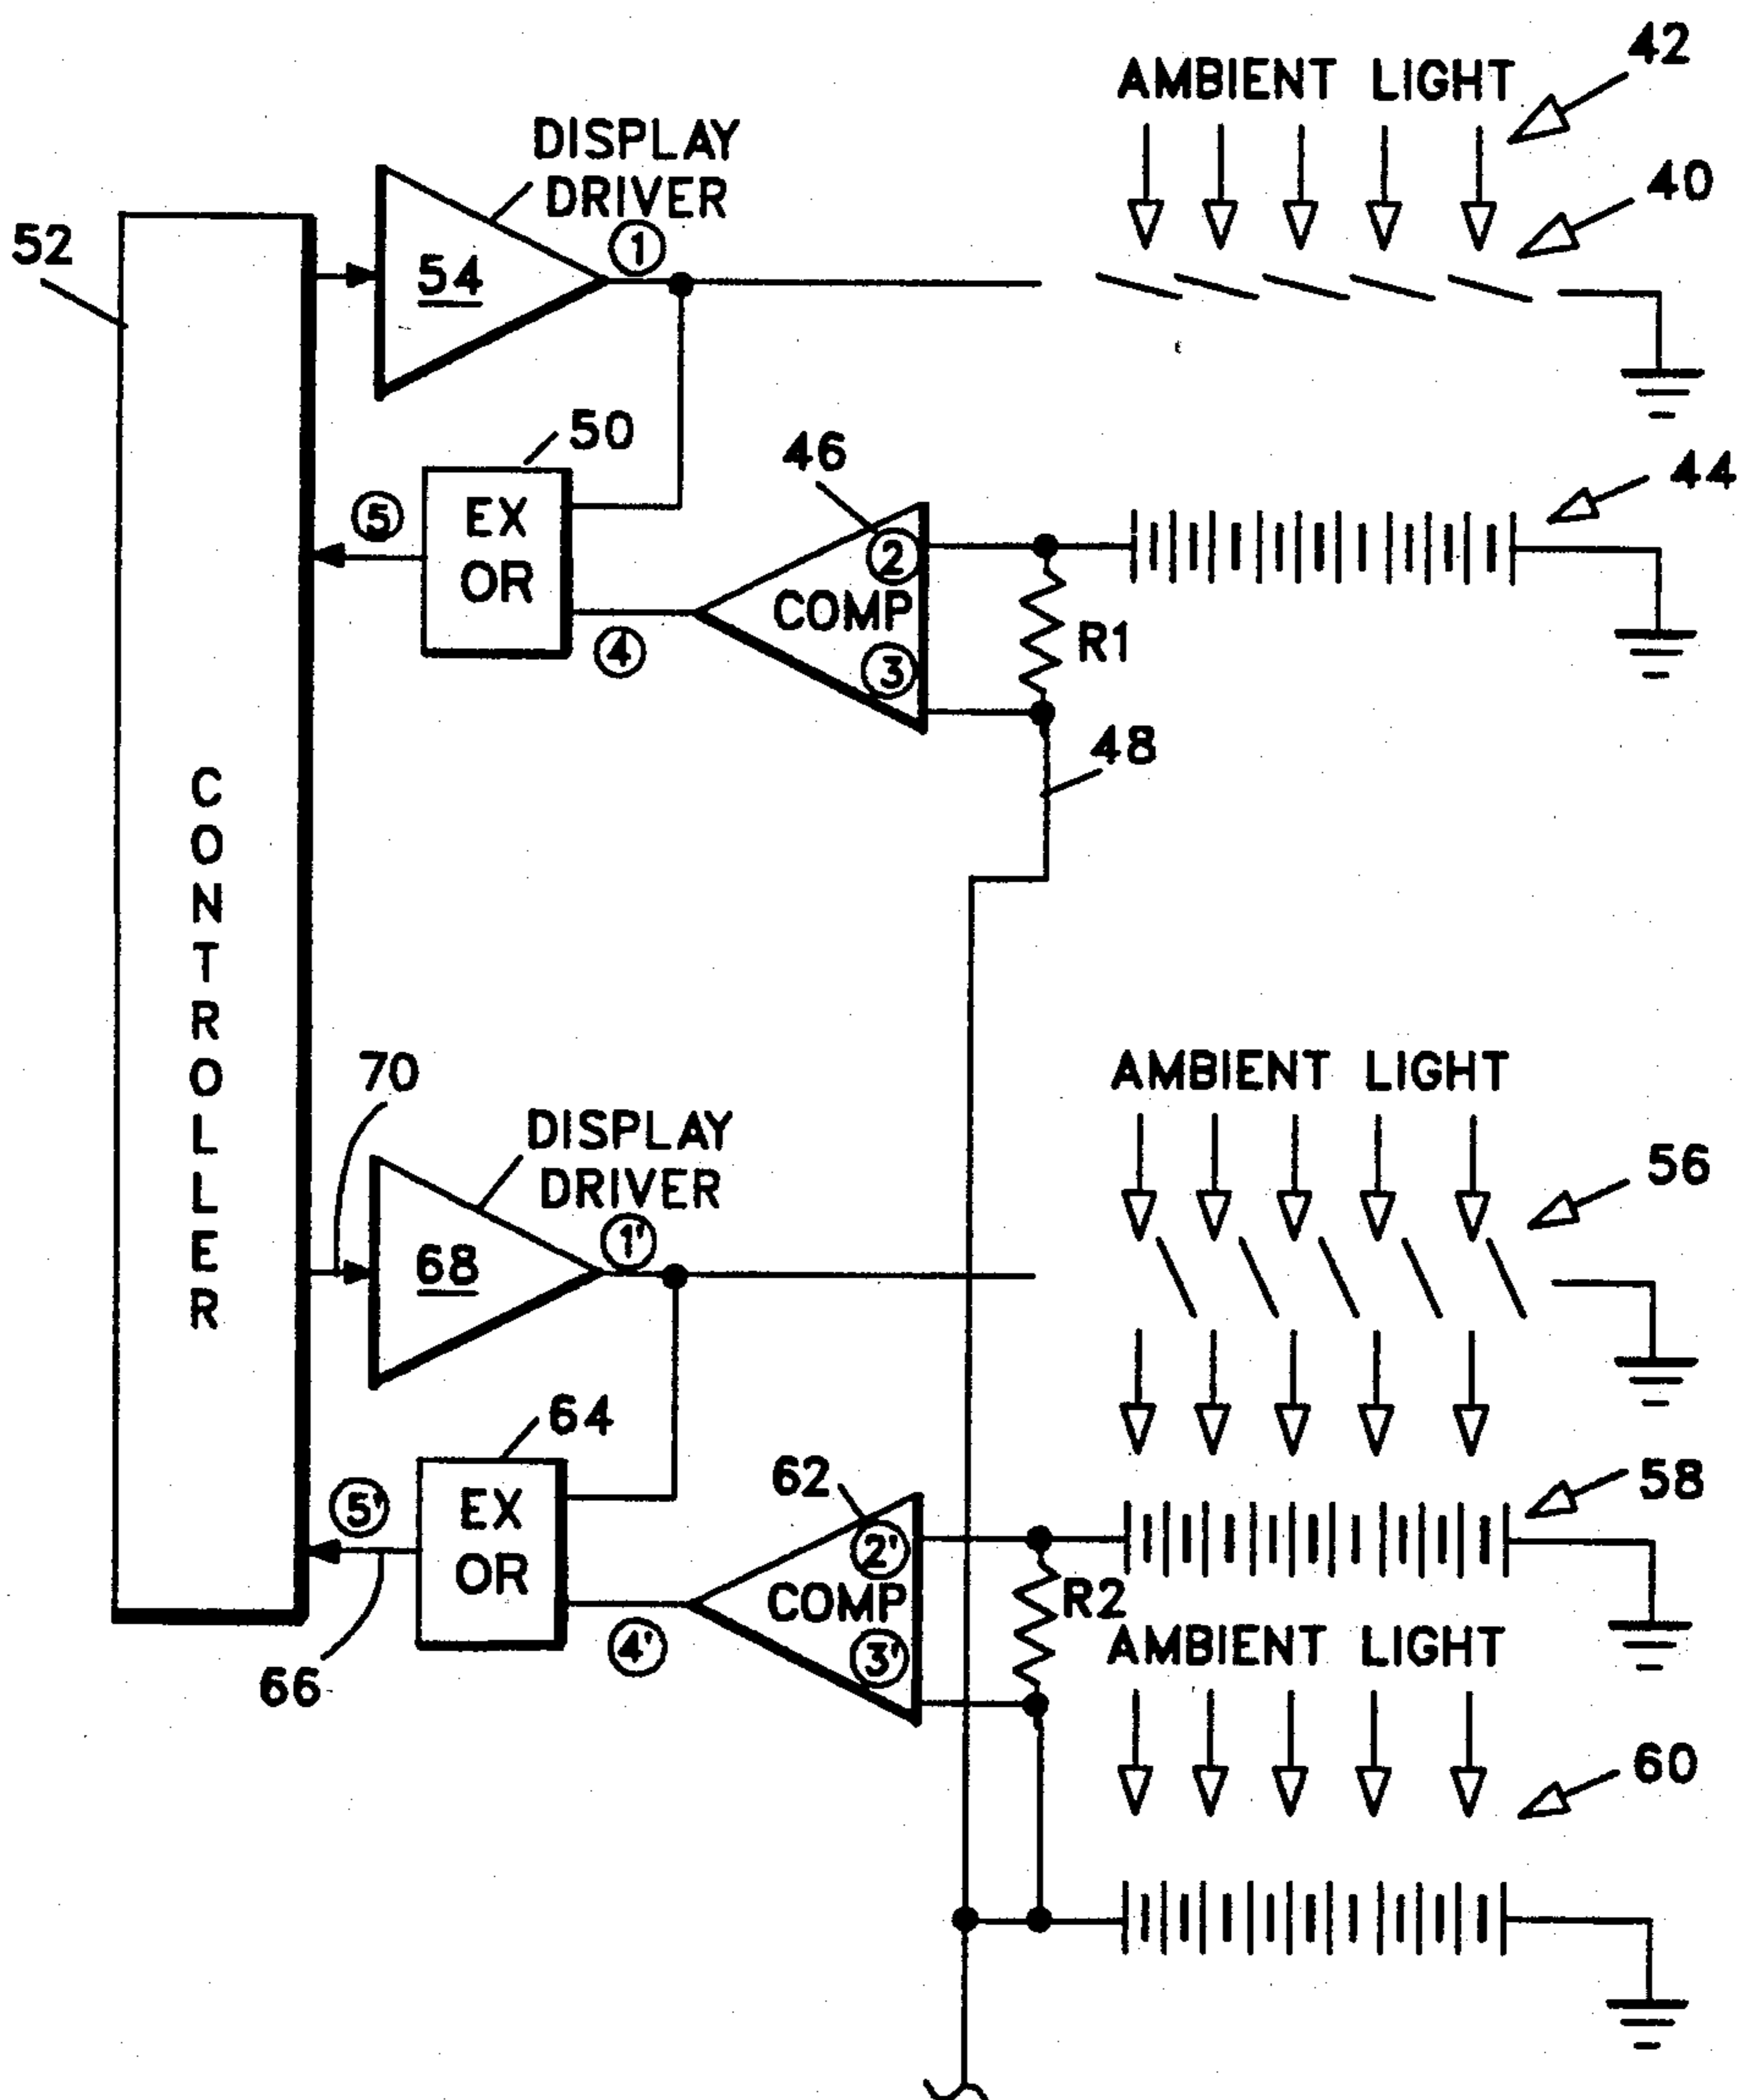 AMBIENT LIGHT
42
DISPLAY
DRIVER
40
52
①
54
50
46
44
⑤
EX
OR
②
COMP
③
R1
④
48
CONTROLLER
AMBIENT LIGHT
70
DISPLAY
DRIVER
56
①'
68
64
62
58
⑤'
EX
OR
②'
COMP
③'
R2
④'
66
AMBIENT LIGHT
60